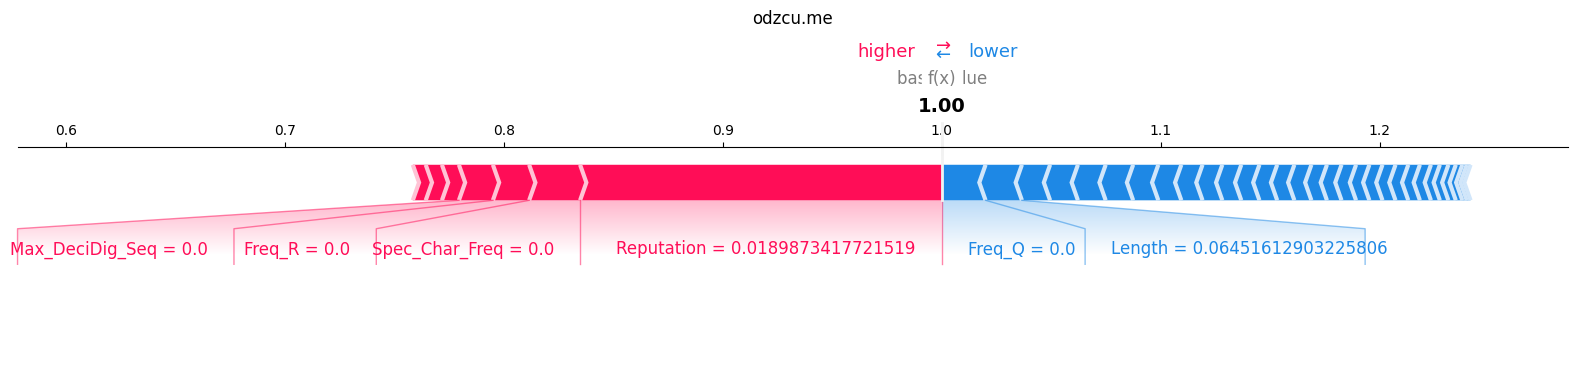 odzcu.me
higher → ← lower
f(x)
1.00
0.6 0.7 0.8 0.9 1.0 1.1 1.2
Max_DeciDig_Seq = 0.0 Freq_R = 0.0 Spec_Char_Freq = 0.0 Reputation = 0.0189873417721519 Freq_Q = 0.0 Length = 0.06451612903225806